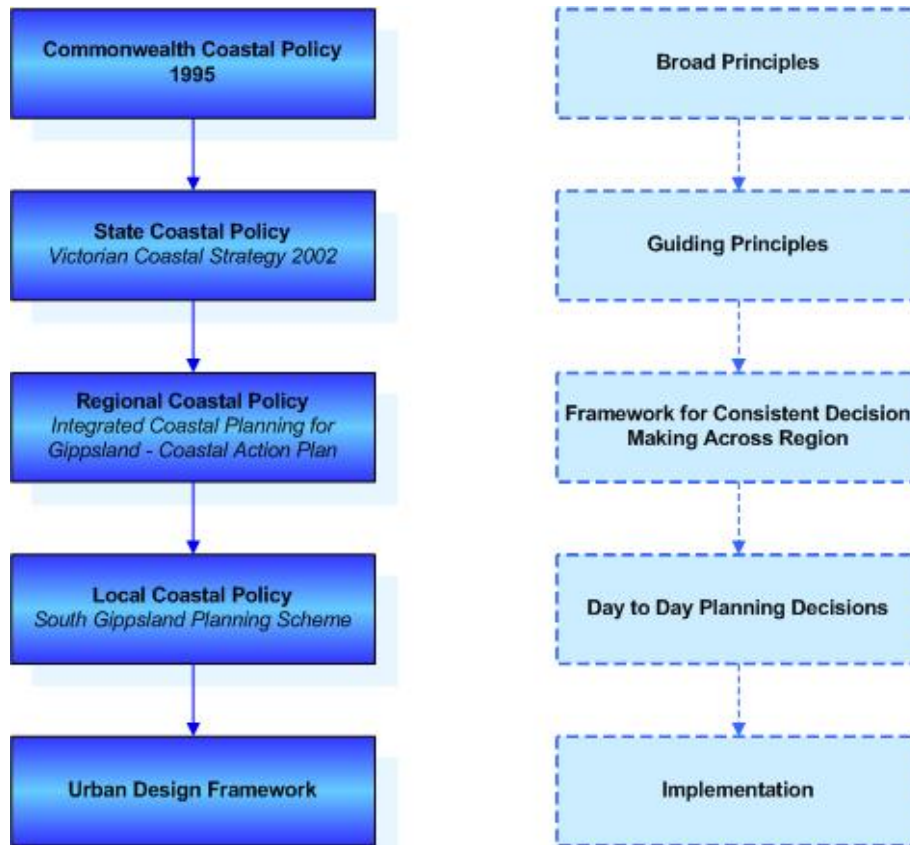 Commonwealth Coastal Policy
1995
Broad Principles
State Coastal Policy
Victorian Coastal Strategy 2002
Guiding Principles
Regional Coastal Policy
Integrated Coastal Planning for
Gippsland - Coastal Action Plan
Framework for Consistent Decision
Making Across Region
Local Coastal Policy
South Gippsland Planning Scheme
Day to Day Planning Decisions
Urban Design Framework
Implementation